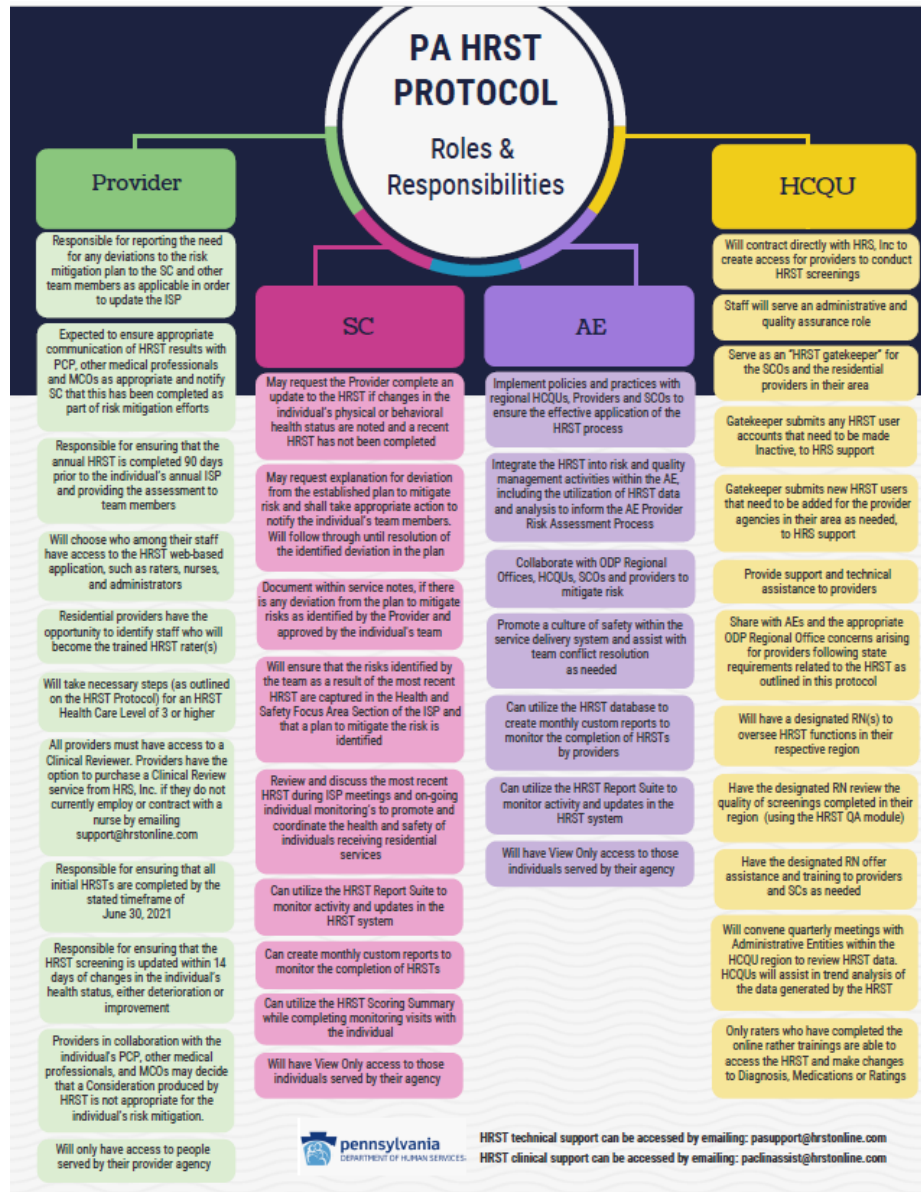 PA HRST
PROTOCOL
Roles &
Responsibilities
Provider
Responsible for reporting the need
for any deviations to the risk
mitigation plan to the SC and other
team members as applicable in order
to update the ISP
Expected to ensure appropriate
communication of HRST results with
PCP, other medical professionals
and MCOs as appropriate and notify
SC that this has been completed as
part of risk mitigation efforts
Responsible for ensuring that the
annual HRST is completed 90 days
prior to the individual's annual ISP
and providing the assessment to
team members
Will choose who among their staff
have access to the HRST web-based
application, such as raters, nurses,
and administrators
Residential providers have the
opportunity to identify staff who will
become the trained HRST rater(s)
Will take necessary steps (as outlined
on the HRST Protocol) for an HRST
Health Care Level of 3 or higher
All providers must have access to a
Clinical Reviewer. Providers have the
option to purchase a Clinical Review
service from HRS, Inc. if they do not
currently employ or contract with a
nurse by emailing
support@hrstonline.com
Responsible for ensuring that all
initial HRSTs are completed by the
stated timeframe of
June 30, 2021
Responsible for ensuring that the
HRST screening is updated within 14
days of changes in the individual's
health status, either deterioration or
improvement
Providers in collaboration with the
individual's PCP, other medical
professionals, and MCOs may decide
that a Consideration produced by
HRST is not appropriate for the
individual's risk mitigation.
Will only have access to people
served by their provider agency
SC
May request the Provider complete an
update to the HRST if changes in the
individual's physical or behavioral
health status are noted and a recent
HRST has not been completed
May request explanation for deviation
from the established plan to mitigate
risk and shall take appropriate action to
notify the individual's team members.
Will follow through until resolution of
the identified deviation in the plan
Document within service notes, if there
is any deviation from the plan to mitigate
risks as identified by the Provider and
approved by the individual's team
Will ensure that the risks identified by
the team as a result of the most recent
HRST are captured in the Health and
Safety Focus Area Section of the ISP and
that a plan to mitigate the risk is
identified
Review and discuss the most recent
HRST during ISP meetings and on-going
individual monitoring's to promote and
coordinate the health and safety of
individuals receiving residential
services
Can utilize the HRST Report Suite to
monitor activity and updates in the
HRST system
Can create monthly custom reports to
monitor the completion of HRSTs
Can utilize the HRST Scoring Summary
while completing monitoring visits with
the individual
Will have View Only access to those
individuals served by their agency
AE
Implement policies and practices with
regional HCQUs, Providers and SCOs to
ensure the effective application of the
HRST process
Integrate the HRST into risk and quality
management activities within the AE,
including the utilization of HRST data
and analysis to inform the AE Provider
Risk Assessment Process
Collaborate with ODP Regional
Offices, HCQUs, SCOs and providers to
mitigate risk
Promote a culture of safety within the
service delivery system and assist with
team conflict resolution
as needed
Can utilize the HRST database to
create monthly custom reports to
monitor the completion of HRSTs
by providers
Can utilize the HRST Report Suite to
monitor activity and updates in the
HRST system
Will have View Only access to those
individuals served by their agency
HCQU
Will contract directly with HRS, Inc to
create access for providers to conduct
HRST screenings
Staff will serve an administrative and
quality assurance role
Serve as an "HRST gatekeeper" for
the SCOs and the residential
providers in their area
Gatekeeper submits any HRST user
accounts that need to be made
Inactive, to HRS support
Gatekeeper submits new HRST users
that need to be added for the provider
agencies in their area as needed,
to HRS support
Provide support and technical
assistance to providers
Share with AEs and the appropriate
ODP Regional Office concerns arising
for providers following state
requirements related to the HRST as
outlined in this protocol
Will have a designated RN(s) to
oversee HRST functions in their
respective region
Have the designated RN review the
quality of screenings completed in their
region (using the HRST QA module)
Have the designated RN offer
assistance and training to providers
and SCs as needed
Will convene quarterly meetings with
Administrative Entities within the
HCQU region to review HRST data.
HCQUs will assist in trend analysis of
the data generated by the HRST
Only raters who have completed the
online rather trainings are able to
access the HRST and make changes
to Diagnosis, Medications or Ratings
pennsylvania
DEPARTMENT OF HUMAN SERVICES
HRST technical support can be accessed by emailing: pasupport@hrstonline.com
HRST clinical support can be accessed by emailing: paclinassist@hrstonline.com